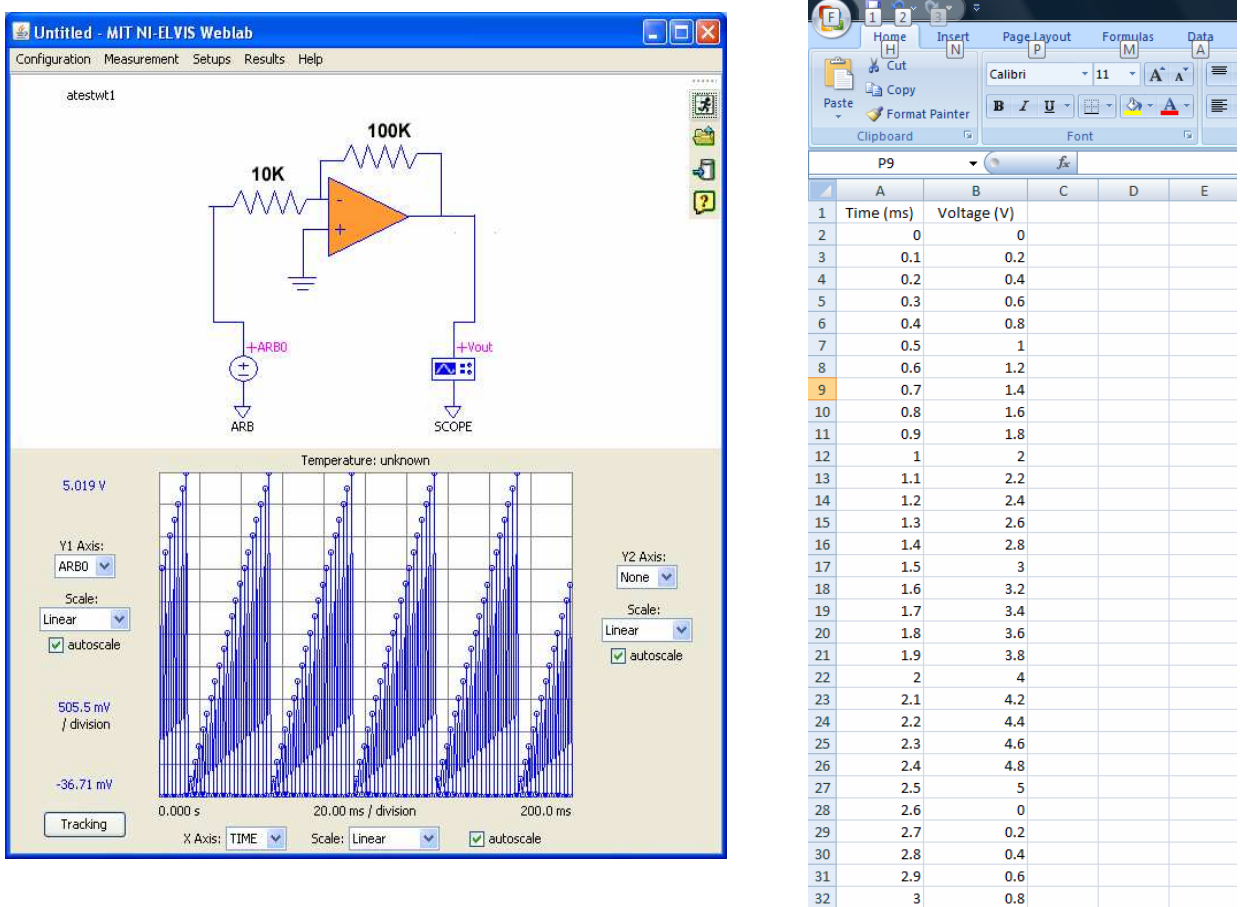 Untitled - MIT NI-ELVIS Weblab
Configuration Measurement Setups Results Help
atestwt1
100K
10K
-
+
+ARB0
+Vout
ARB
SCOPE
Temperature: unknown
5.019 V
Y1 Axis:
ARB0
Scale:
Linear
autoscale
505.5 mV
/ division
-36.71 mV
Tracking
0.000 s 20.00 ms / division 200.0 ms
X Axis: TIME Scale: Linear autoscale
Y2 Axis:
None
Scale:
Linear
autoscale
F 1 2 3
Home Insert Page Layout Formulas Data
H N P M A
Cut
Copy
Format Painter
Paste
Clipboard
Calibri 11 A A
B I U A
Font
P9 fx
A B C D E
1 Time (ms) Voltage (V)
2 0 0
3 0.1 0.2
4 0.2 0.4
5 0.3 0.6
6 0.4 0.8
7 0.5 1
8 0.6 1.2
9 0.7 1.4
10 0.8 1.6
11 0.9 1.8
12 1 2
13 1.1 2.2
14 1.2 2.4
15 1.3 2.6
16 1.4 2.8
17 1.5 3
18 1.6 3.2
19 1.7 3.4
20 1.8 3.6
21 1.9 3.8
22 2 4
23 2.1 4.2
24 2.2 4.4
25 2.3 4.6
26 2.4 4.8
27 2.5 5
28 2.6 0
29 2.7 0.2
30 2.8 0.4
31 2.9 0.6
32 3 0.8